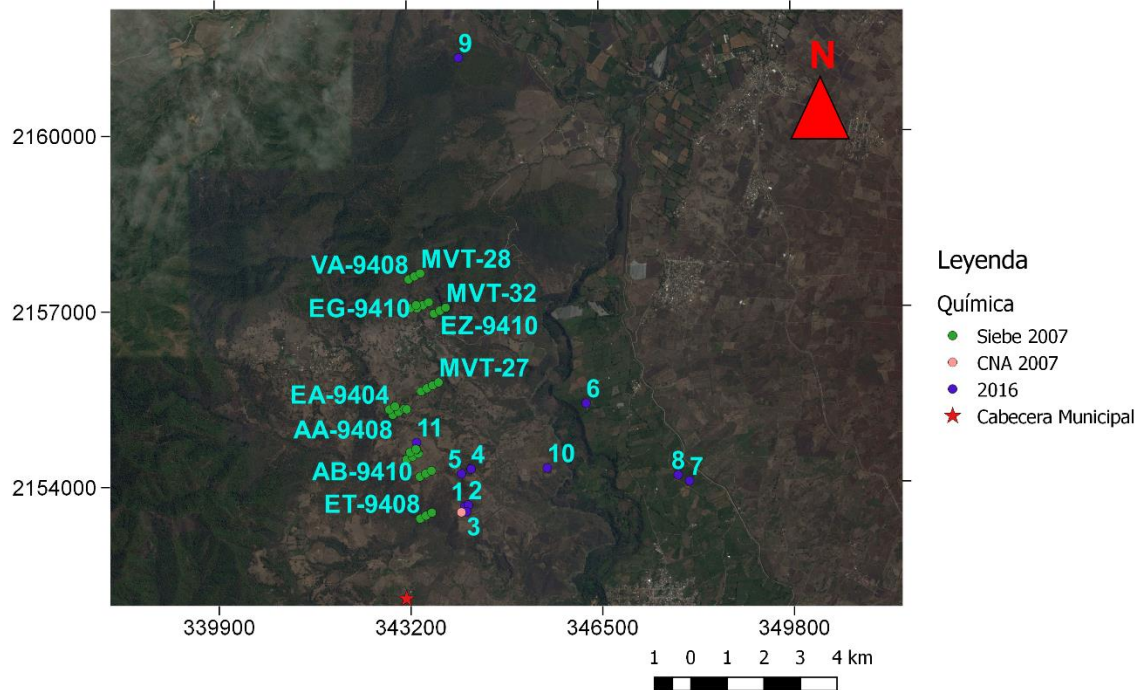 9
N
2160000
VA-9408 MVT-28
2157000
EG-9410 MVT-32
EZ-9410
MVT-27
EA-9404
6
AA-9408 11
5 4 10 8 7
2154000
AB-9410
1 2
ET-9408 3
339900 343200 346500 349800
1 0 1 2 3 4 km
Leyenda
Química
Siebe 2007
CNA 2007
2016
Cabecera Municipal